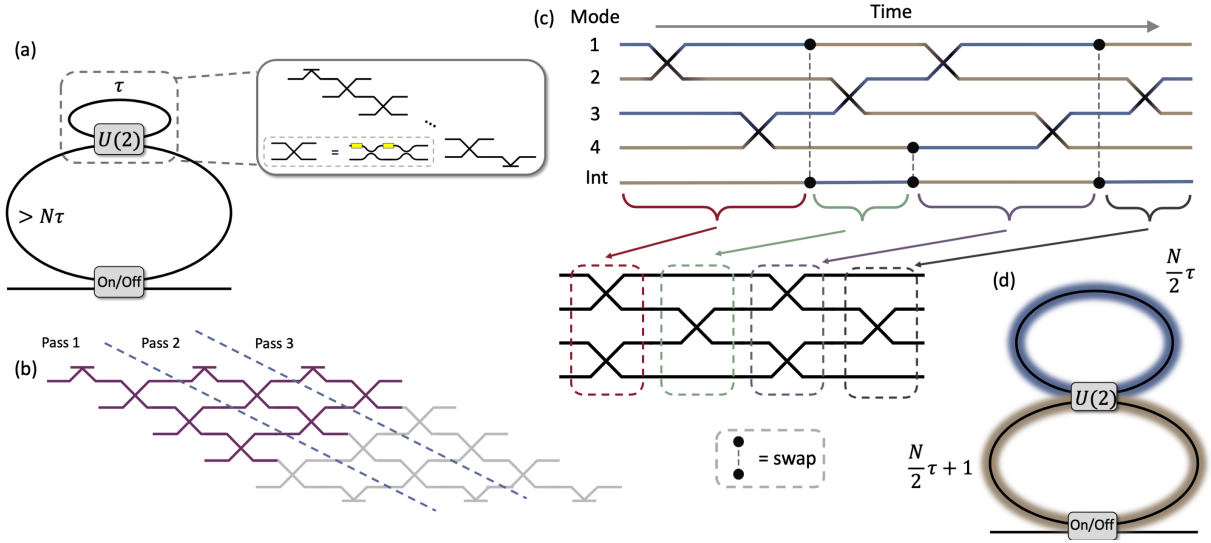 (a)
τ
U(2)
> Nτ
On/Off
=
...
(b)
Pass 1
Pass 2
Pass 3
(c)
Mode
Time
1
2
3
4
Int
= swap
(d)
N/2 τ
U(2)
N/2 τ + 1
On/Off